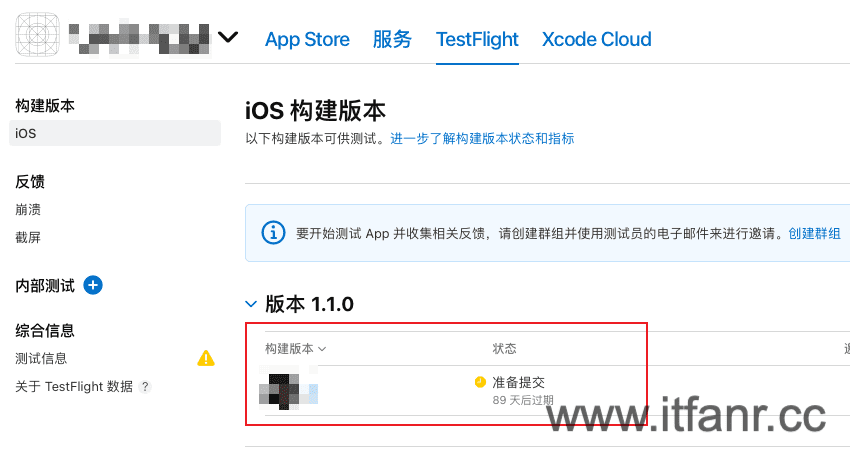 App Store 服务 TestFlight Xcode Cloud
构建版本
iOS
反馈
崩溃
截屏
内部测试
综合信息
测试信息
关于 TestFlight 数据 ?
iOS 构建版本
以下构建版本可供测试。进一步了解构建版本状态和指标
要开始测试 App 并收集相关反馈，请创建群组并使用测试员的电子邮件来进行邀请。创建群组
版本 1.1.0
构建版本 状态
准备提交
89 天后过期
www.itfanr.cc